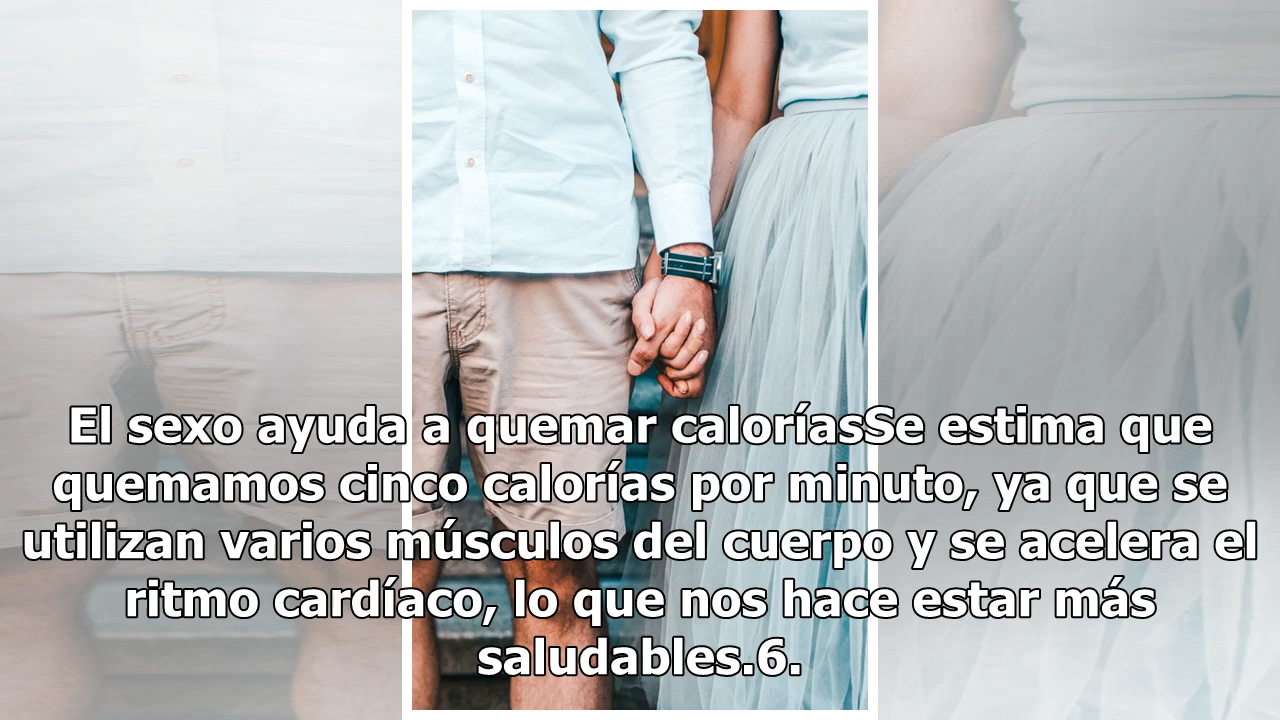 El sexo ayuda a quemar caloríasSe estima que
quemamos cinco calorías por minuto, ya que se
utilizan varios músculos del cuerpo y se acelera el
ritmo cardíaco, lo que nos hace estar más
saludables.6.